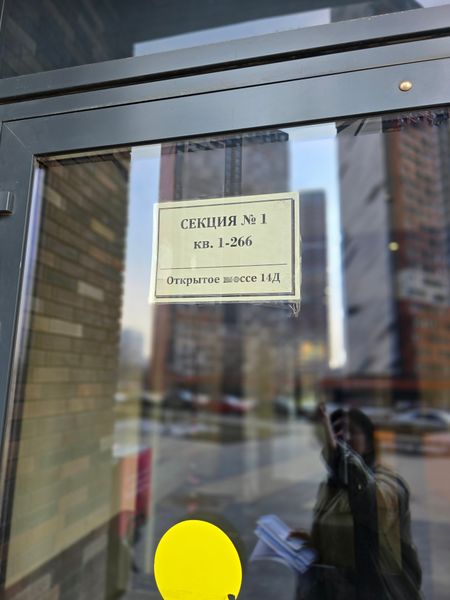 СЕКЦИЯ № 1
кв. 1-266
Открытое шоссе 14Д